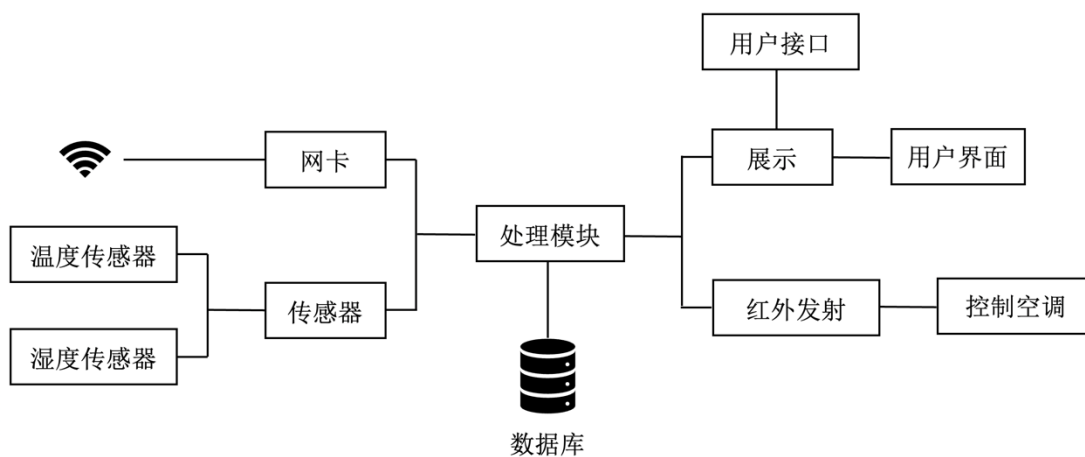 用户接口
网卡
展示
用户界面
处理模块
温度传感器
传感器
红外发射
控制空调
湿度传感器
数据库